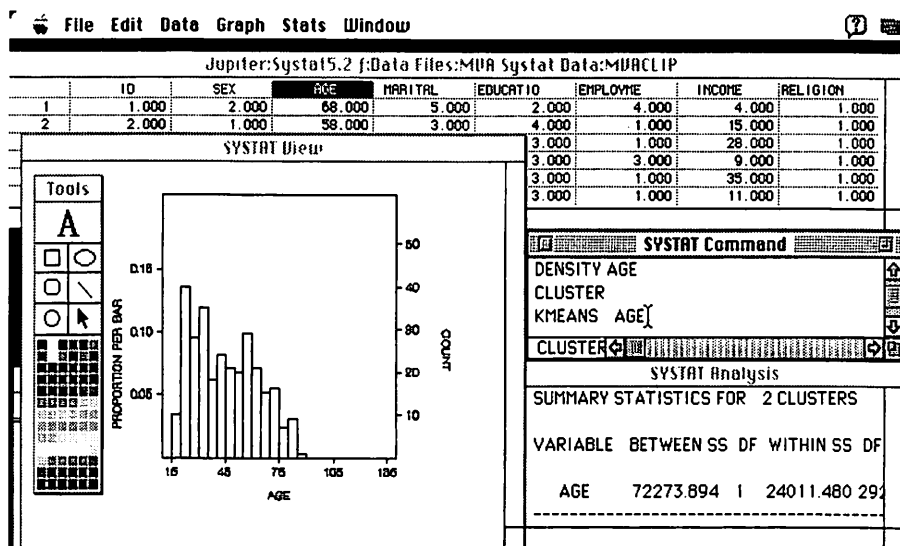 File Edit Data Graph Stats Window
Jupiter:Systat5.2 f:Data Files:MVA Systat Data:MVACLIP
ID SEX AGE MARITAL EDUCATIO EMPLOYME INCOME RELIGION
1 1.000 2.000 68.000 5.000 2.000 4.000 4.000 1.000
2 2.000 1.000 58.000 3.000 4.000 1.000 15.000 1.000
3.000 1.000 28.000 1.000
3.000 3.000 9.000 1.000
3.000 1.000 35.000 1.000
3.000 1.000 11.000 1.000
SYSTAT View
Tools
A
PROPORTION PER BAR
0.15
0.10
0.05
50
40
30
20
10
COUNT
15 45 75 105 135
AGE
SYSTAT Command
DENSITY AGE
CLUSTER
KMEANS AGE
CLUSTER
SYSTAT Analysis
SUMMARY STATISTICS FOR 2 CLUSTERS
VARIABLE BETWEEN SS DF WITHIN SS DF
AGE 72273.894 1 24011.480 292